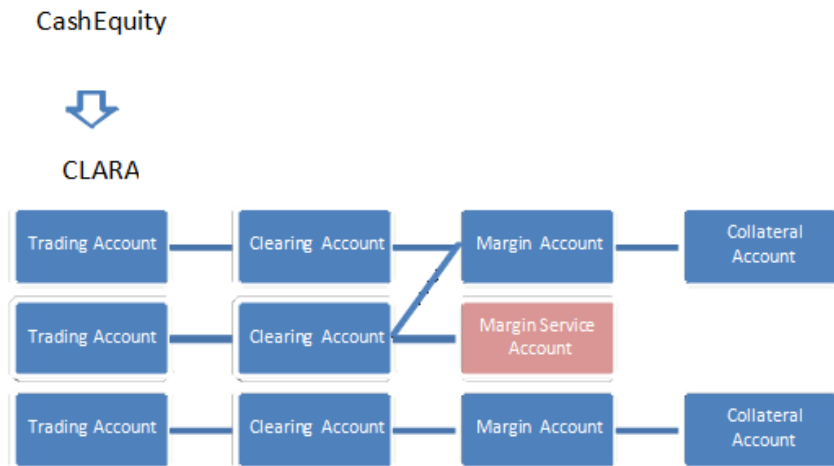 CashEquity
CLARA
Trading Account
Clearing Account
Margin Account
Collateral
Account
Trading Account
Clearing Account
Margin Service
Account
Trading Account
Clearing Account
Margin Account
Collateral
Account